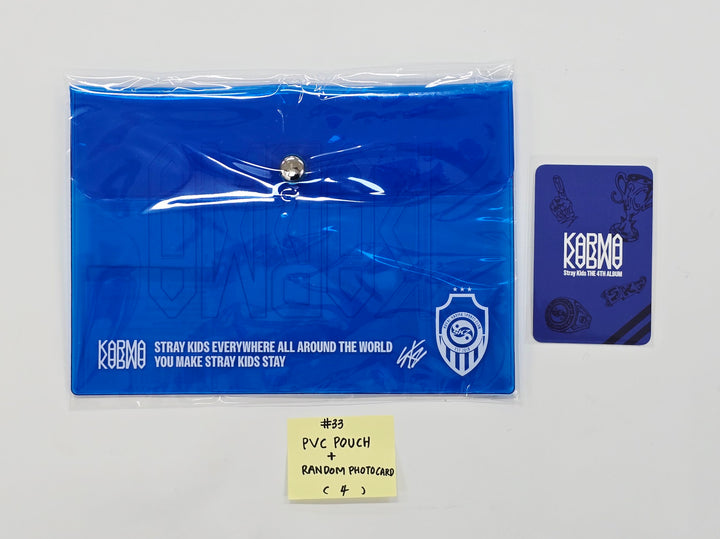 KARMA
STRAY KIDS EVERYWHERE ALL AROUND THE WORLD
YOU MAKE STRAY KIDS STAY
SKZ
KARMA
Stray Kids THE 4TH ALBUM
SKZ
#33
PVC POUCH
+
RANDOM PHOTOCARD
( 4 )